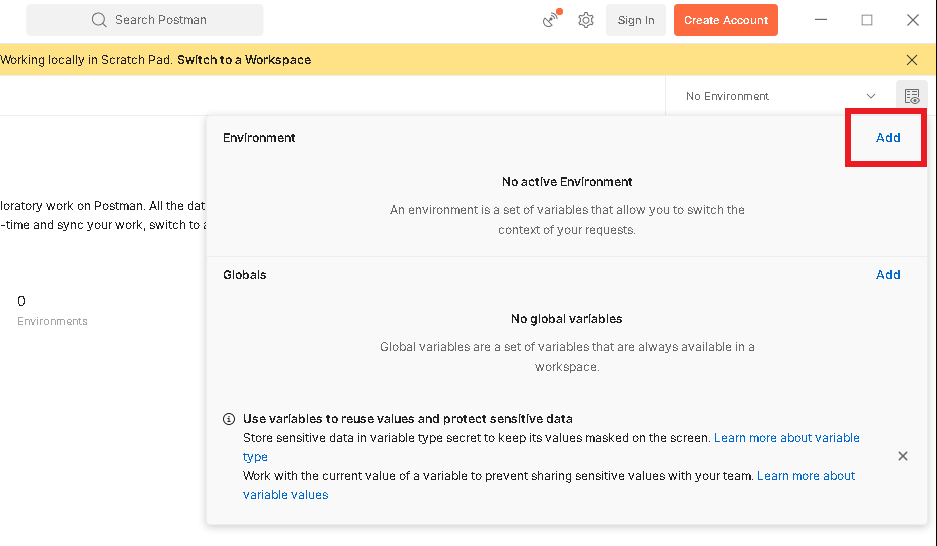 Search Postman
Sign In
Create Account
Working locally in Scratch Pad. Switch to a Workspace
No Environment
Environment
Add
No active Environment
An environment is a set of variables that allow you to switch the
context of your requests.
loratory work on Postman. All the dat
-time and sync your work, switch to a
Globals
Add
0
Environments
No global variables
Global variables are a set of variables that are always available in a
workspace.
Use variables to reuse values and protect sensitive data
Store sensitive data in variable type secret to keep its values masked on the screen. Learn more about variable
type
Work with the current value of a variable to prevent sharing sensitive values with your team. Learn more about
variable values